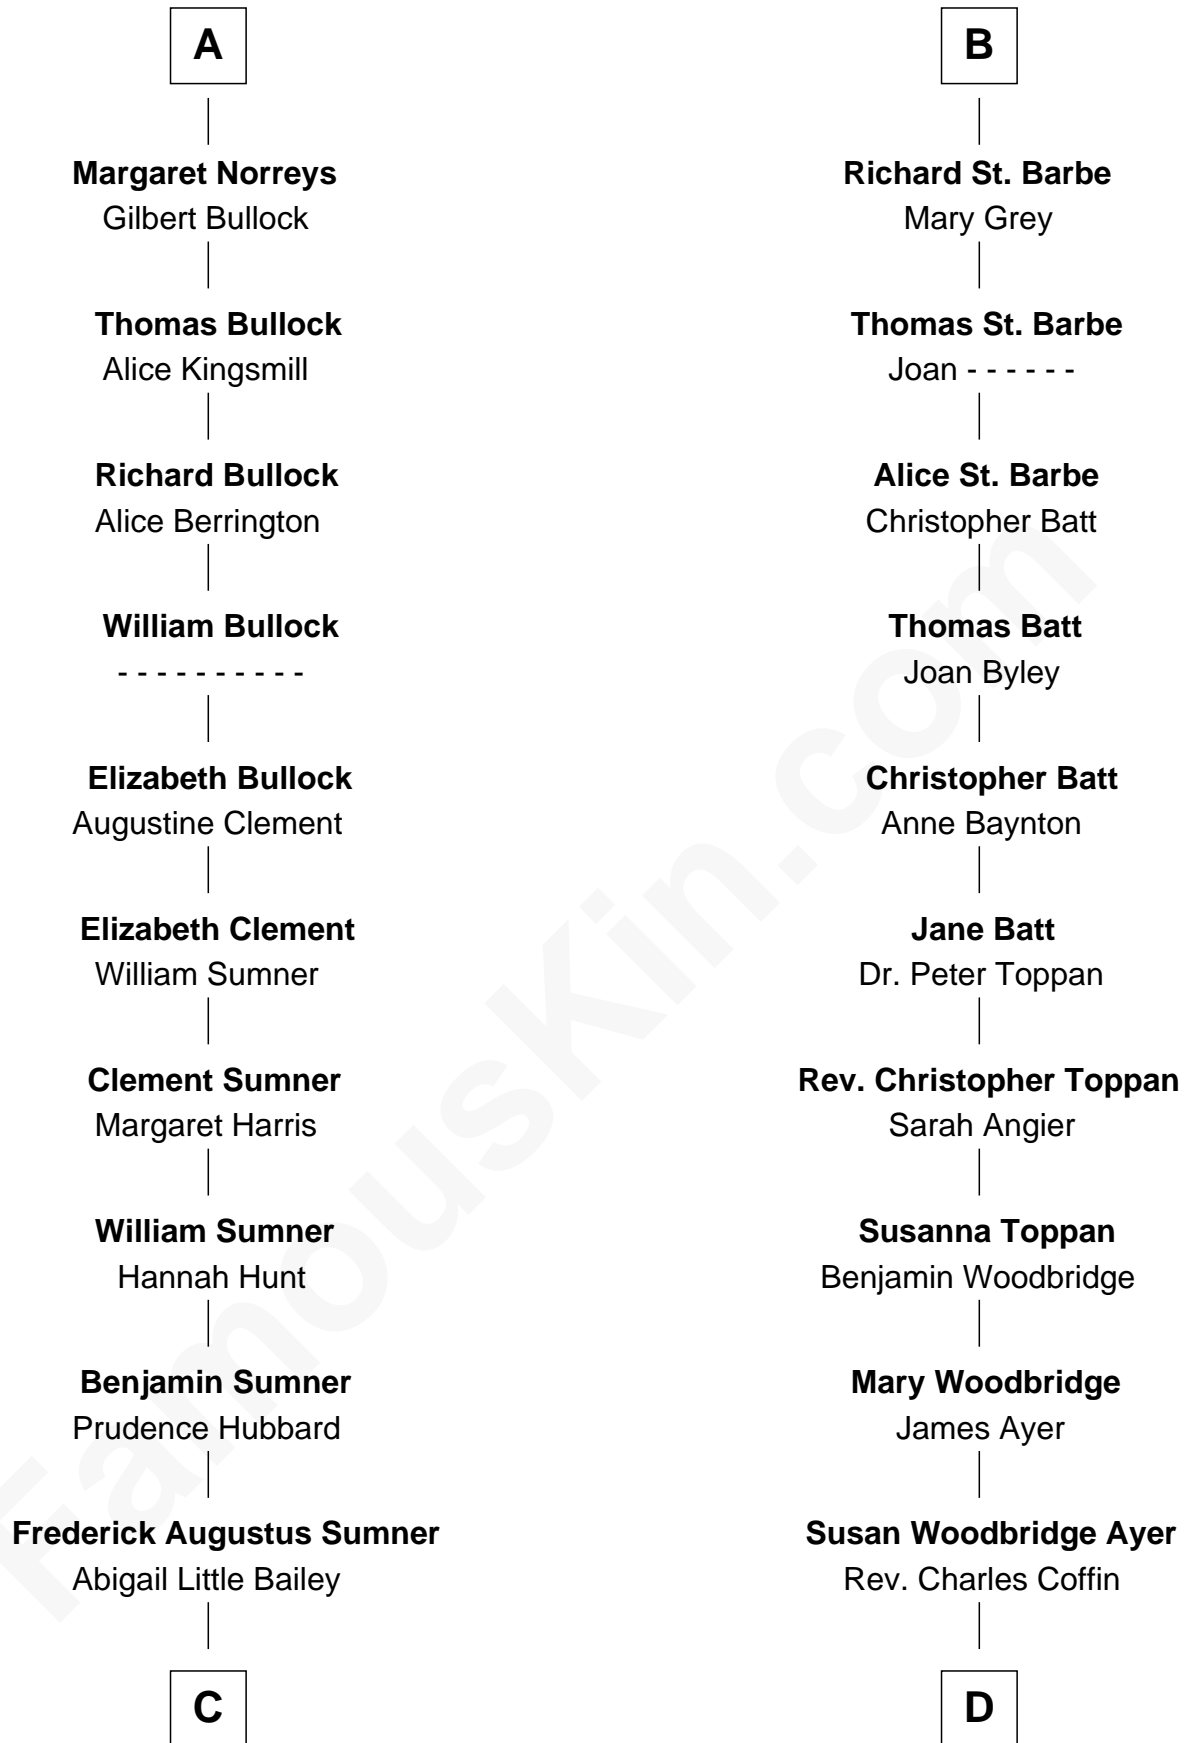 A
Margaret Norreys
Gilbert Bullock
Thomas Bullock
Alice Kingsmill
Richard Bullock
Alice Berrington
William Bullock
- - - - - - - - - -
Elizabeth Bullock
Augustine Clement
Elizabeth Clement
William Sumner
Clement Sumner
Margaret Harris
William Sumner
Hannah Hunt
Benjamin Sumner
Prudence Hubbard
Frederick Augustus Sumner
Abigail Little Bailey
C
B
Richard St. Barbe
Mary Grey
Thomas St. Barbe
Joan - - - - - -
Alice St. Barbe
Christopher Batt
Thomas Batt
Joan Byley
Christopher Batt
Anne Baynton
Jane Batt
Dr. Peter Toppan
Rev. Christopher Toppan
Sarah Angier
Susanna Toppan
Benjamin Woodbridge
Mary Woodbridge
James Ayer
Susan Woodbridge Ayer
Rev. Charles Coffin
D
FamousKin.com